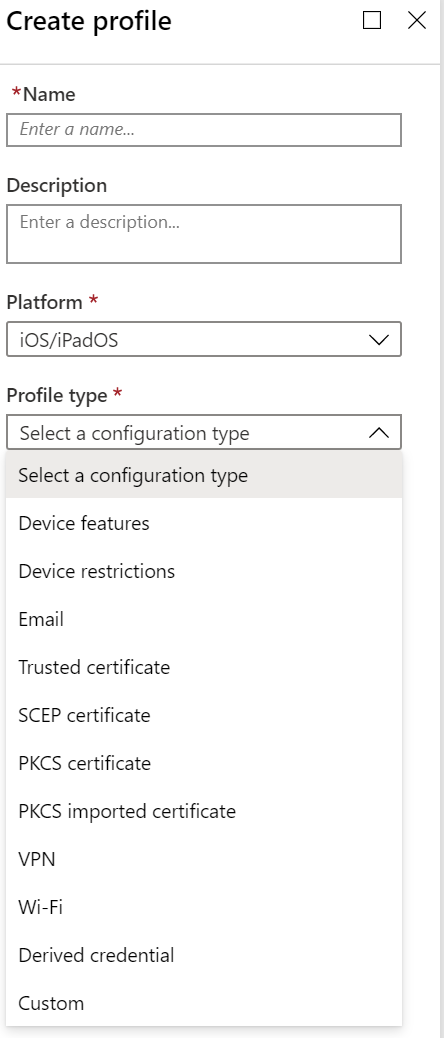 Create profile
*Name
Enter a name...
Description
Enter a description...
Platform *
iOS/iPadOS
Profile type *
Select a configuration type
Select a configuration type
Device features
Device restrictions
Email
Trusted certificate
SCEP certificate
PKCS certificate
PKCS imported certificate
VPN
Wi-Fi
Derived credential
Custom